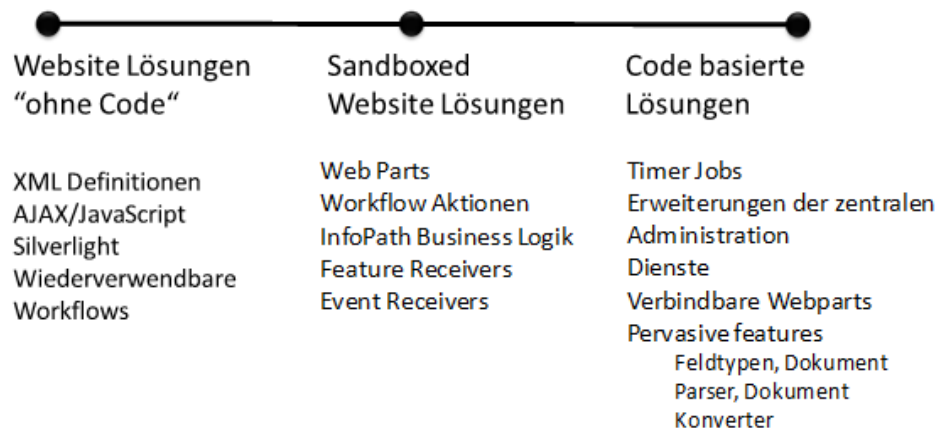 Website Lösungen
"ohne Code"
XML Definitionen
AJAX/JavaScript
Silverlight
Wiederverwendbare
Workflows
Sandboxed
Website Lösungen
Web Parts
Workflow Aktionen
InfoPath Business Logik
Feature Receivers
Event Receivers
Code basierte
Lösungen
Timer Jobs
Erweiterungen der zentralen
Administration
Dienste
Verbindbare Webparts
Pervasive features
Feldtypen, Dokument
Parser, Dokument
Konverter